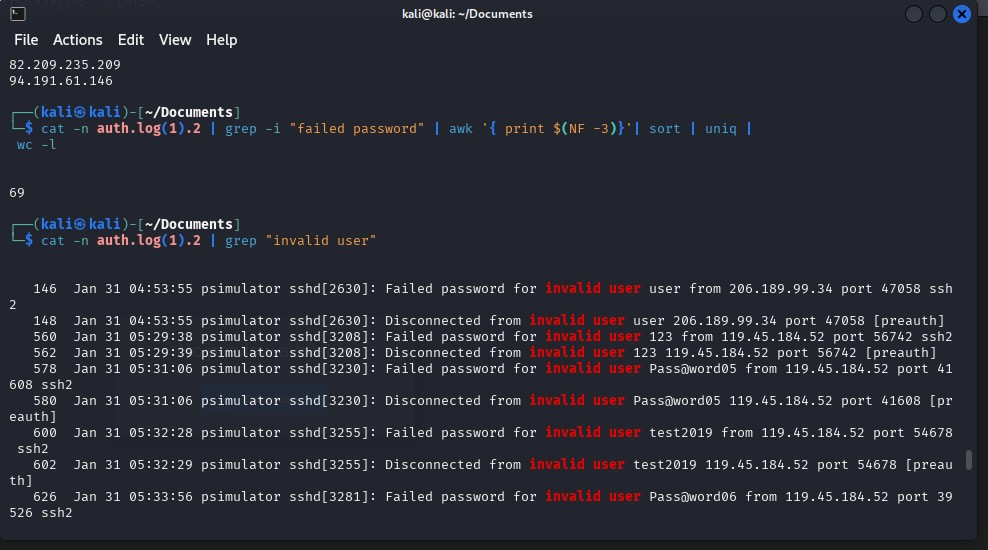 kali@kali: ~/Documents
File Actions Edit View Help
82.209.235.209
94.191.61.146
┌──(kali㉿kali)-[~/Documents]
└─$ cat -n auth.log(1).2 | grep -i "failed password" | awk '{ print $(NF -3)}'| sort | uniq |
 wc -l
69
┌──(kali㉿kali)-[~/Documents]
└─$ cat -n auth.log(1).2 | grep "invalid user"
   146  Jan 31 04:53:55 psimulator sshd[2630]: Failed password for invalid user user from 206.189.99.34 port 47058 ssh
2
   148  Jan 31 04:53:55 psimulator sshd[2630]: Disconnected from invalid user user 206.189.99.34 port 47058 [preauth]
   560  Jan 31 05:29:38 psimulator sshd[3208]: Failed password for invalid user 123 from 119.45.184.52 port 56742 ssh2
   562  Jan 31 05:29:39 psimulator sshd[3208]: Disconnected from invalid user 123 119.45.184.52 port 56742 [preauth]
   578  Jan 31 05:31:06 psimulator sshd[3230]: Failed password for invalid user Pass@word05 from 119.45.184.52 port 41
608 ssh2
   580  Jan 31 05:31:06 psimulator sshd[3230]: Disconnected from invalid user Pass@word05 119.45.184.52 port 41608 [pr
eauth]
   600  Jan 31 05:32:28 psimulator sshd[3255]: Failed password for invalid user test2019 from 119.45.184.52 port 54678
 ssh2
   602  Jan 31 05:32:29 psimulator sshd[3255]: Disconnected from invalid user test2019 119.45.184.52 port 54678 [preau
th]
   626  Jan 31 05:33:56 psimulator sshd[3281]: Failed password for invalid user Pass@word06 from 119.45.184.52 port 39
526 ssh2